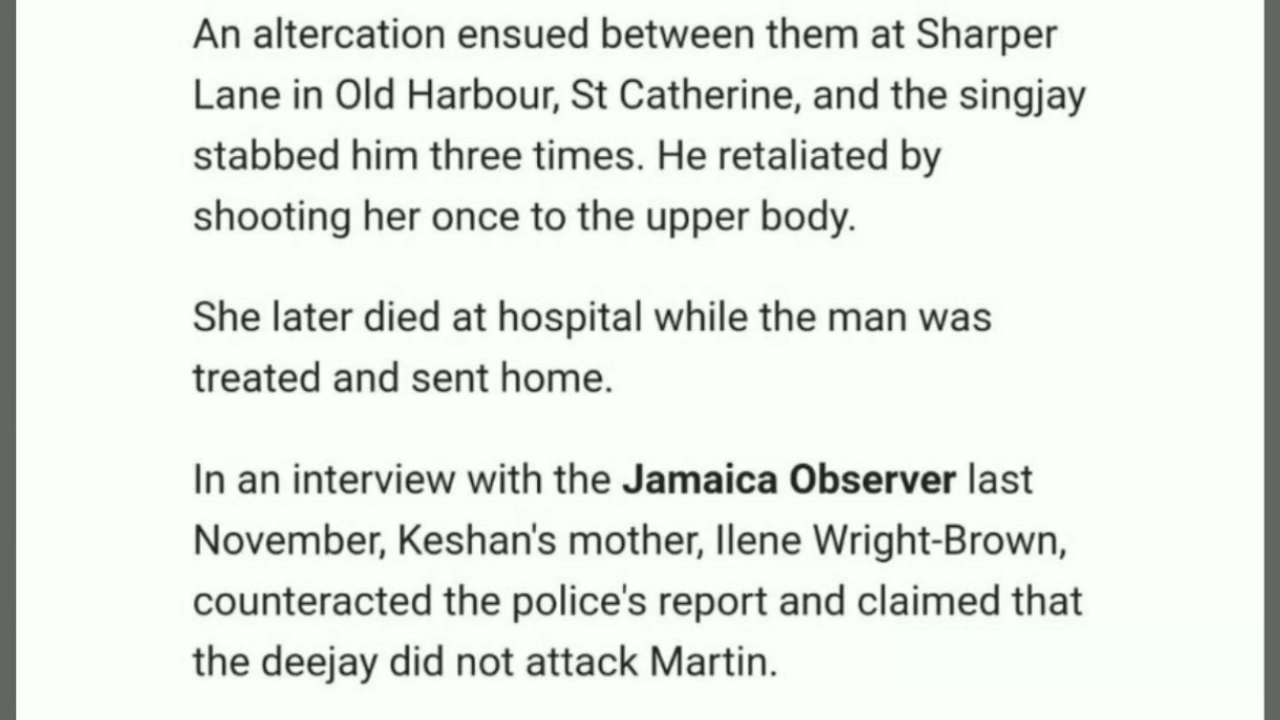 An altercation ensued between them at Sharper
Lane in Old Harbour, St Catherine, and the singjay
stabbed him three times. He retaliated by
shooting her once to the upper body.
She later died at hospital while the man was
treated and sent home.
In an interview with the Jamaica Observer last
November, Keshan's mother, Ilene Wright-Brown,
counteracted the police's report and claimed that
the deejay did not attack Martin.